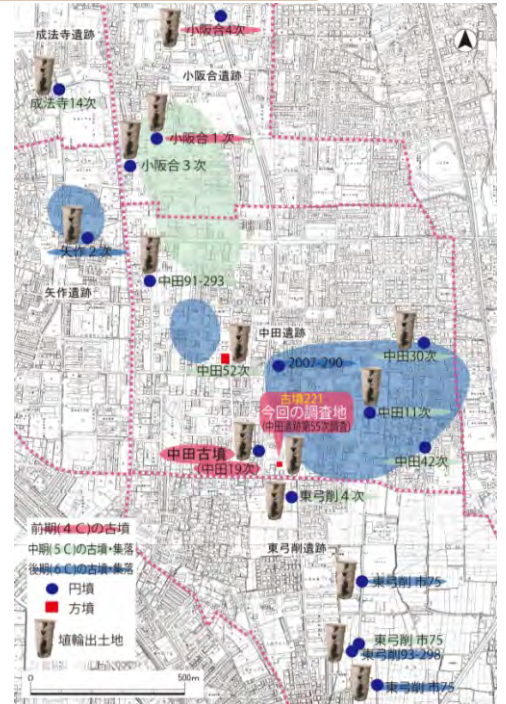 小阪合4次
成法寺遺跡
小阪合遺跡
成法寺14次
小阪合1次
小阪合3次
矢作2次
中田91-293
矢作遺跡
中田遺跡
中田30次
中田52次
2007-290
古墳221
今回の調査地
(中田遺跡第55次調査)
中田11次
中田古墳
(中田19次)
中田42次
東弓削4次
前期(4C)の古墳
中期(5C)の古墳・集落
後期(6C)の古墳・集落
円墳
方墳
埴輪出土地
0
500m
東弓削遺跡
東弓削市75
東弓削市75
東弓削93-298
東弓削市75